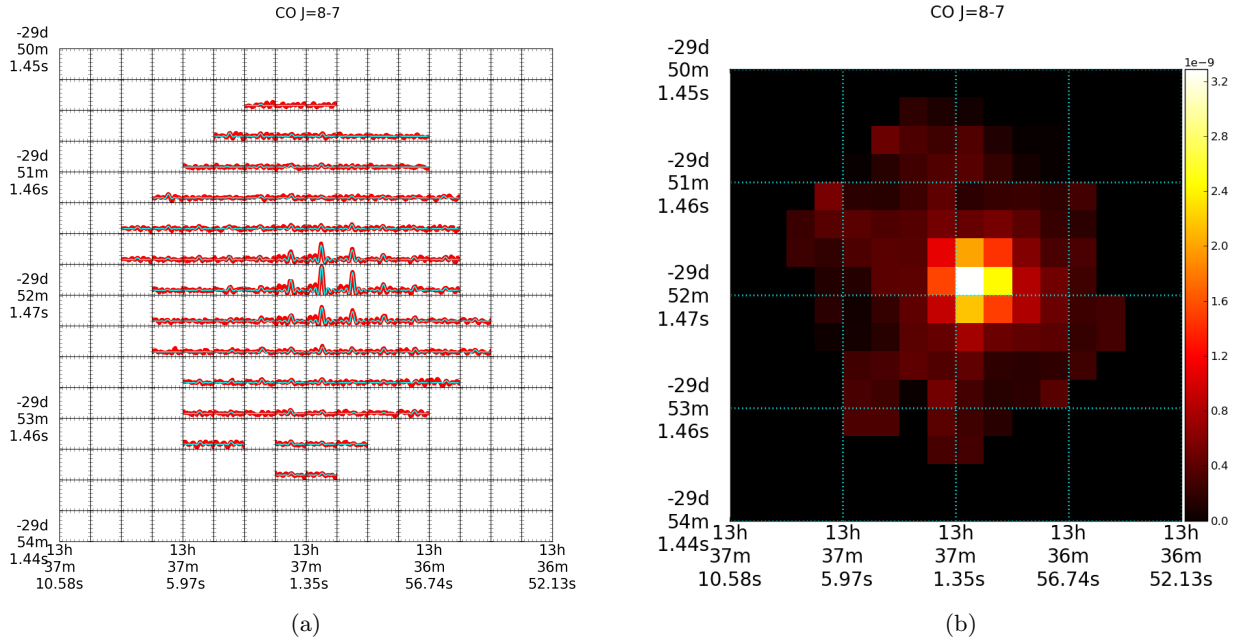 CO J=8-7
-29d
50m
1.45s
-29d
51m
1.46s
-29d
52m
1.47s
-29d
53m
1.46s
-29d
54m
1.44s
13h
37m
10.58s
13h
37m
5.97s
13h
37m
1.35s
13h
36m
56.74s
13h
36m
52.13s
(a)
CO J=8-7
-29d
50m
1.45s
-29d
51m
1.46s
-29d
52m
1.47s
-29d
53m
1.46s
-29d
54m
1.44s
13h
37m
10.58s
13h
37m
5.97s
13h
37m
1.35s
13h
36m
56.74s
13h
36m
52.13s
1e−9
3.2
2.8
2.4
2.0
1.6
1.2
0.8
0.4
0.0
(b)